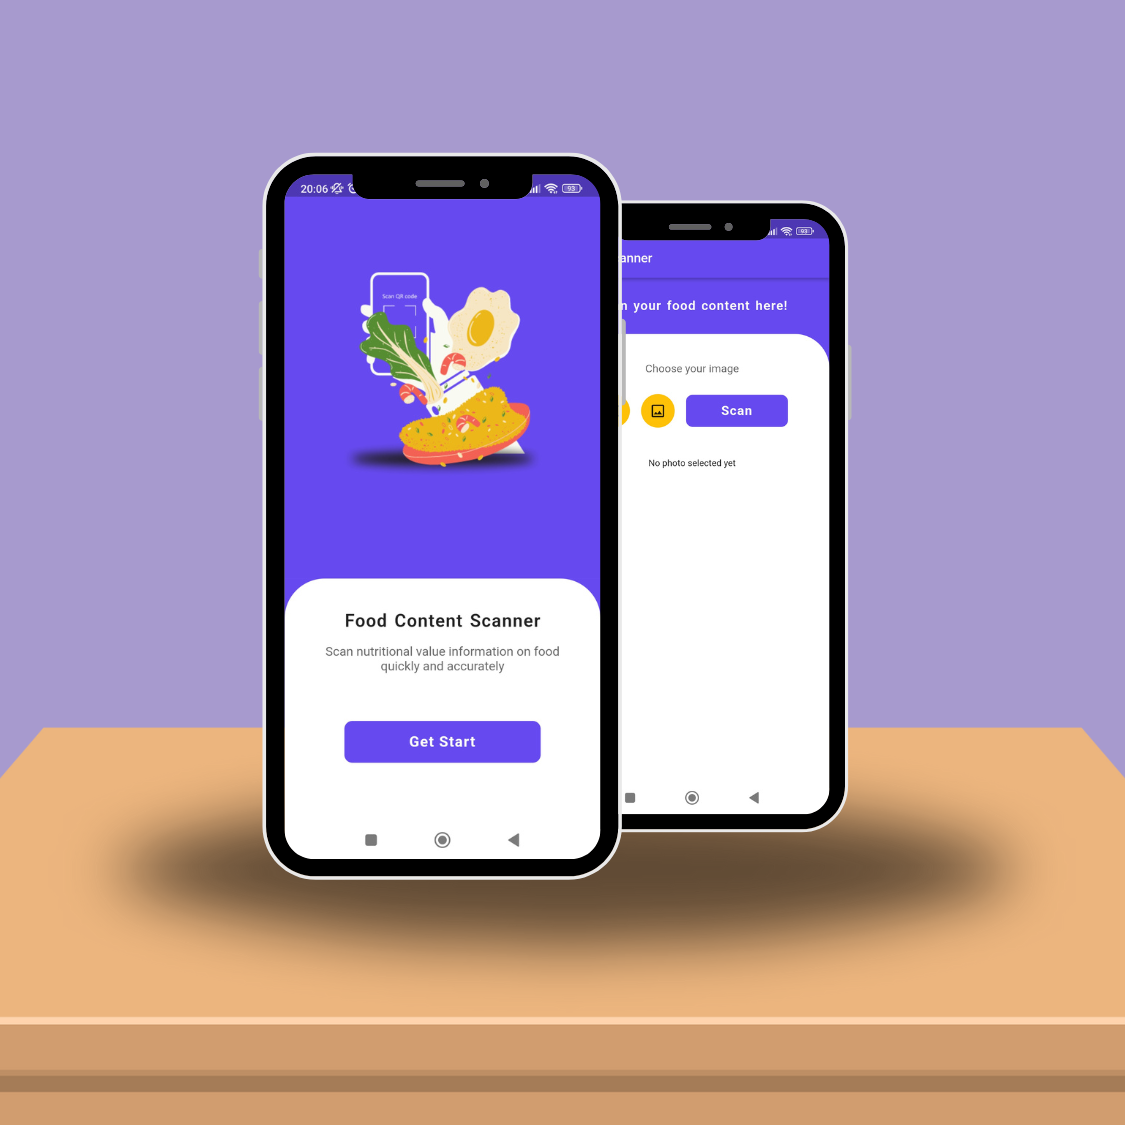 20:06
93
Scan QR code
Food Content Scanner
Scan nutritional value information on food
quickly and accurately
Get Start
93
anner
n your food content here!
Choose your image
Scan
No photo selected yet